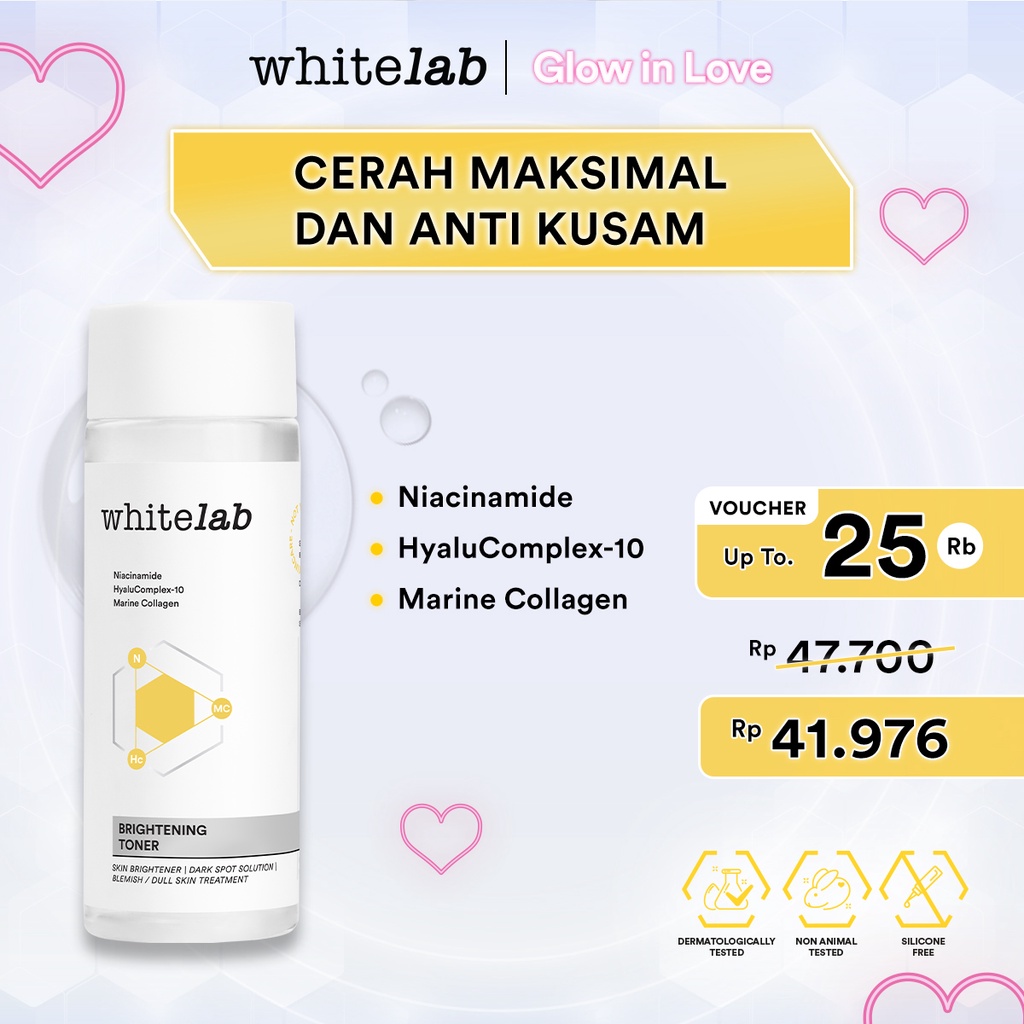 whitelab
Glow in Love
CERAH MAKSIMAL
DAN ANTI KUSAM
whitelab
Niacinamide
HyaluComplex-10
Marine Collagen
N
MC
Hc
BRIGHTENING
TONER
SKIN BRIGHTENER | DARK SPOT SOLUTION |
BLEMISH / DULL SKIN TREATMENT
Niacinamide
HyaluComplex-10
Marine Collagen
VOUCHER
Up To. 25 Rb
Rp 47.700
Rp 41.976
DERMATOLOGICALLY
TESTED
NON ANIMAL
TESTED
SILICONE
FREE